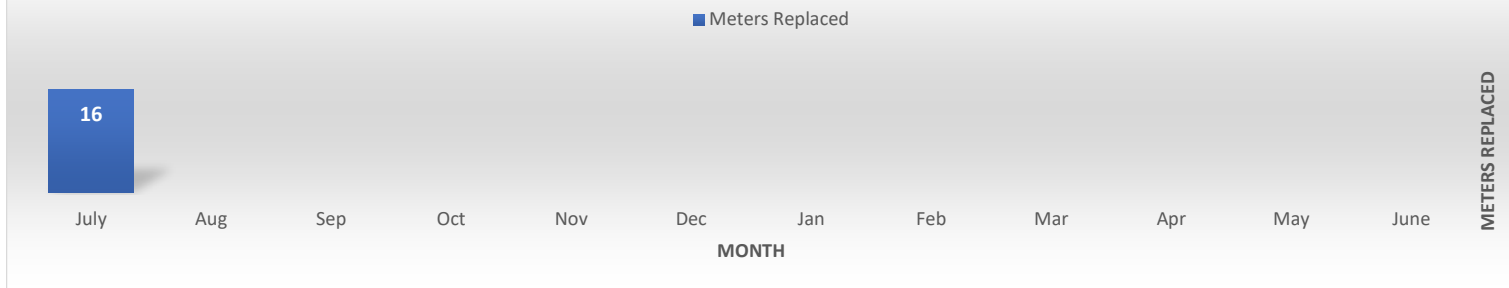 Meters Replaced
16
July Aug Sep Oct Nov Dec Jan Feb Mar Apr May June
MONTH
METERS REPLACED